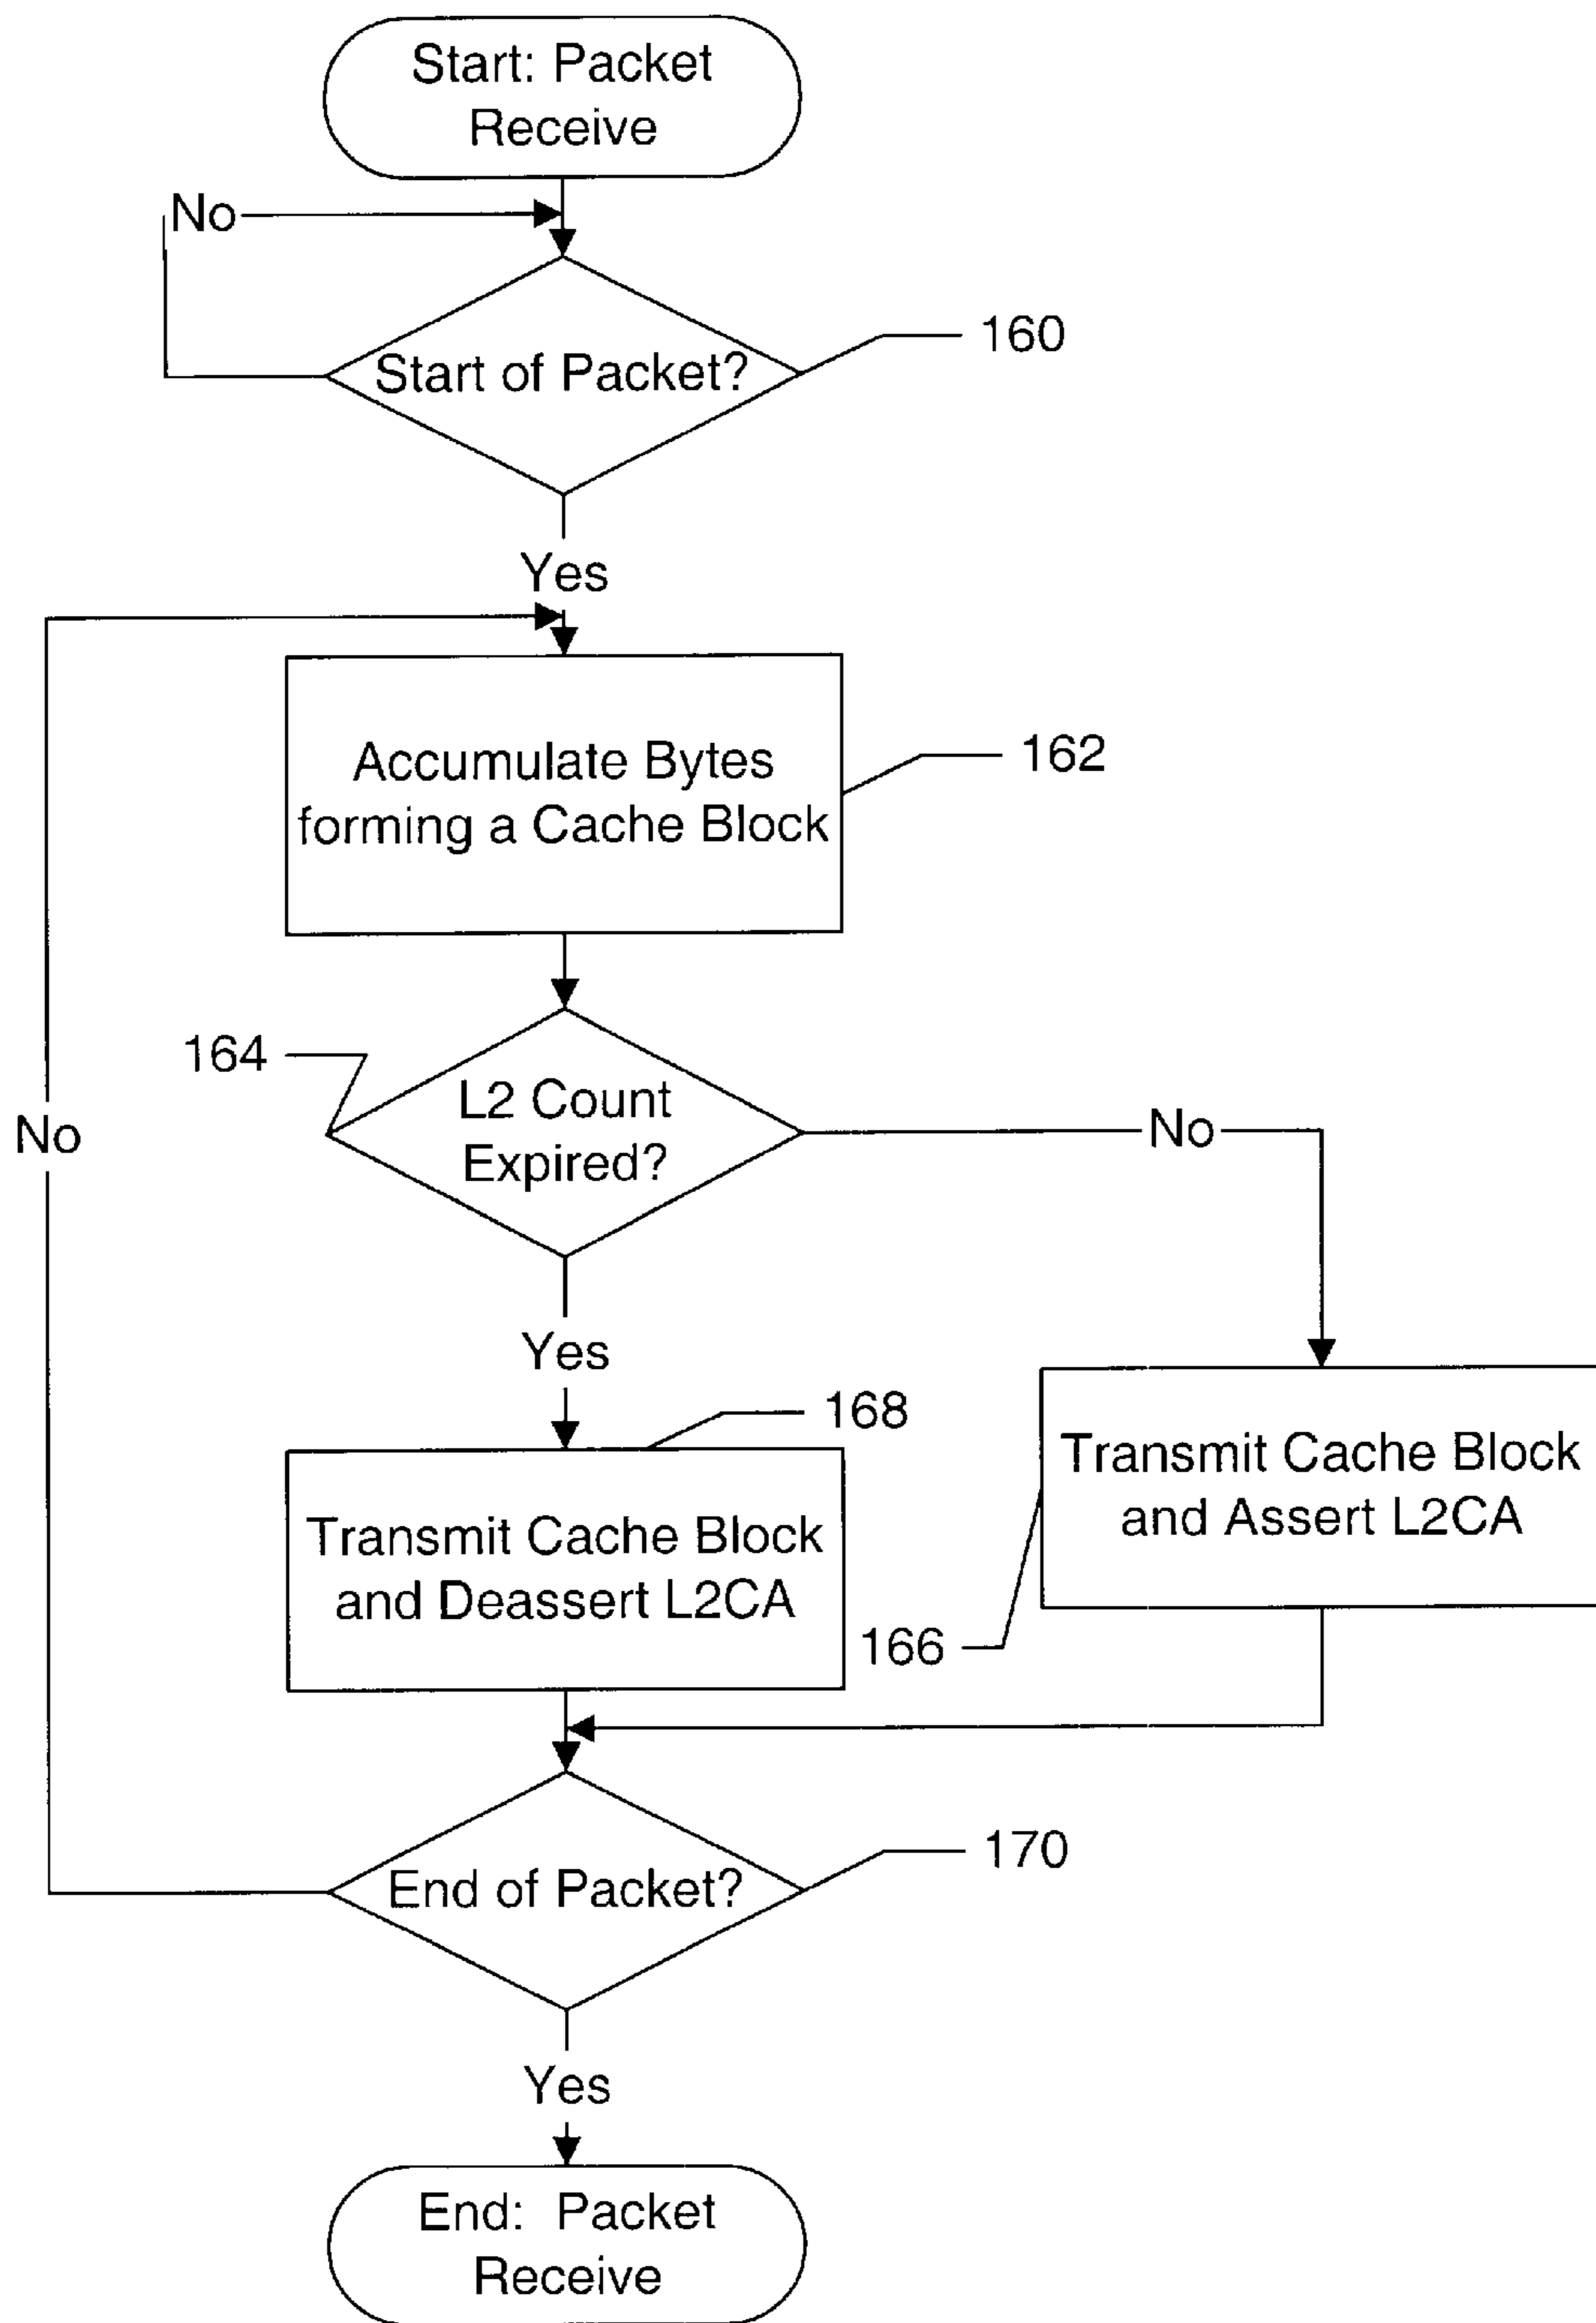 Start: Packet
Receive
No
160
Start of Packet?
Yes
162
Accumulate Bytes
forming a Cache Block
164
L2 Count
Expired?
No
No
Yes
168
Transmit Cache Block
and Assert L2CA
Transmit Cache Block
and Deassert L2CA
166
170
End of Packet?
Yes
End: Packet
Receive